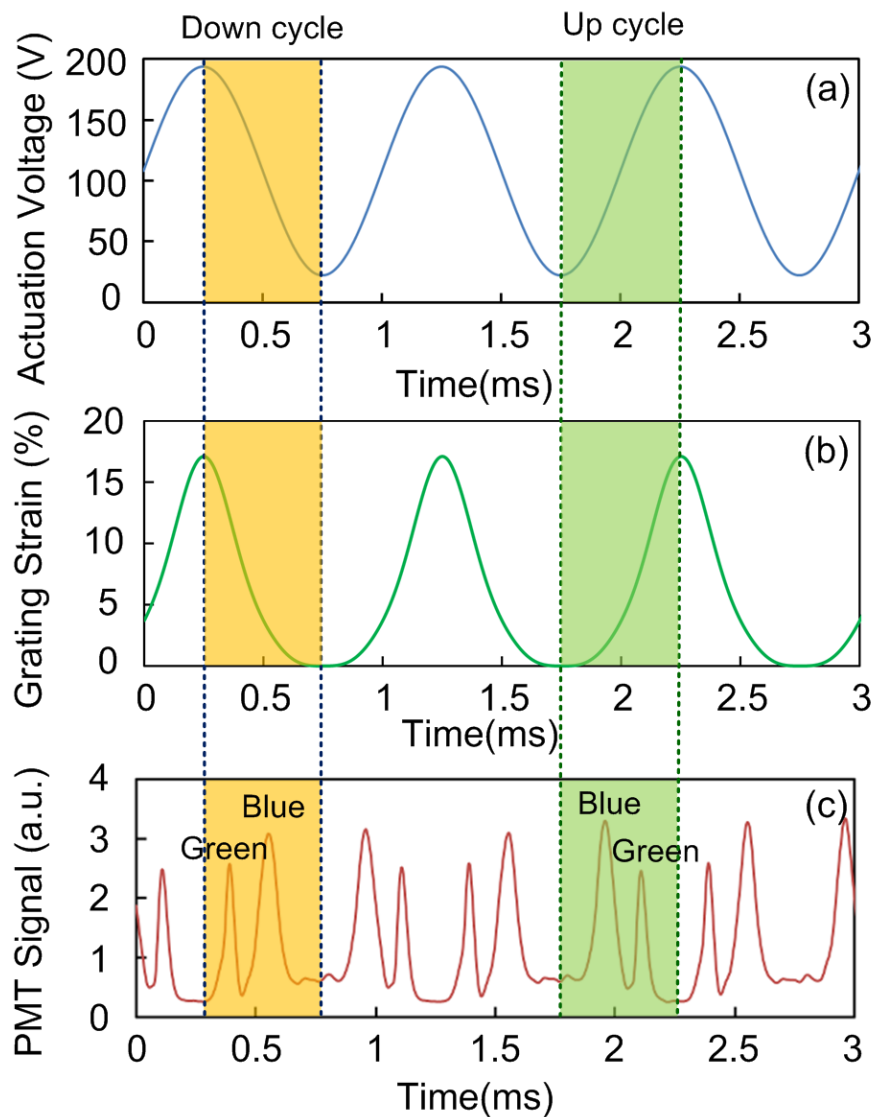 Down cycle
Up cycle
Actuation Voltage (V)
200
150
100
50
0
(a)
0
0.5
1
1.5
2
2.5
3
Time(ms)
Grating Strain (%)
20
15
10
5
0
(b)
0
0.5
1
1.5
2
2.5
3
Time(ms)
PMT Signal (a.u.)
4
3
2
1
0
Blue
Green
Blue
Green
(c)
0
0.5
1
1.5
2
2.5
3
Time(ms)